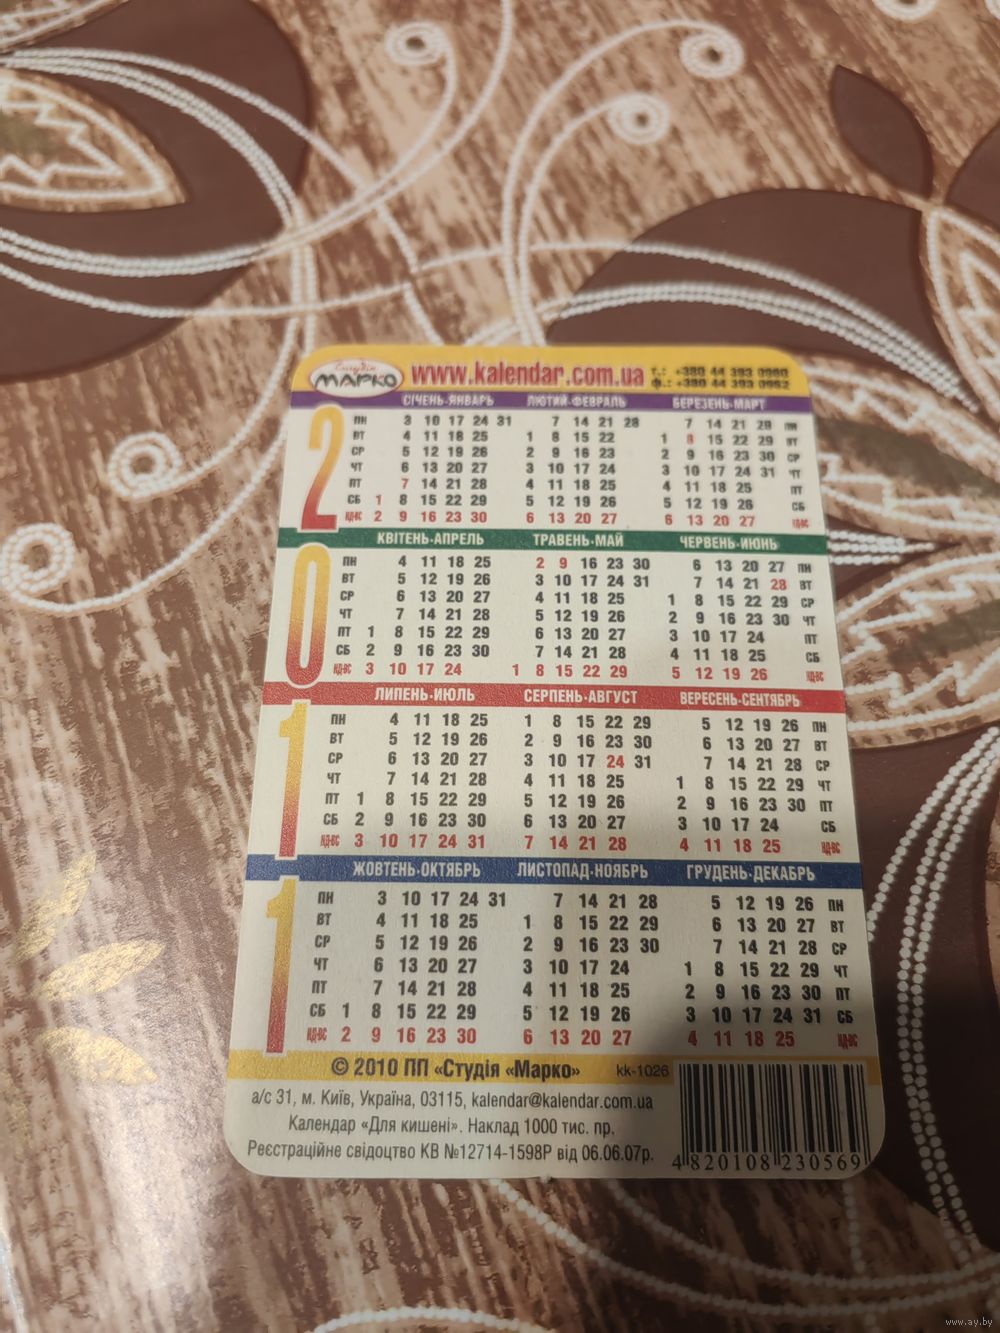 Студія
МАРКО
www.kalendar.com.ua
т.: +380 44 393 0960
ф.: +380 44 393 0962
2011
СІЧЕНЬ-ЯНВАРЬ ЛЮТИЙ-ФЕВРАЛЬ БЕРЕЗЕНЬ-МАРТ
ПН 3 10 17 24 31 7 14 21 28 7 14 21 28 ПН
ВТ 4 11 18 25 1 8 15 22 1 8 15 22 29 ВТ
СР 5 12 19 26 2 9 16 23 2 9 16 23 30 СР
ЧТ 6 13 20 27 3 10 17 24 3 10 17 24 31 ЧТ
ПТ 7 14 21 28 4 11 18 25 4 11 18 25 ПТ
СБ 1 8 15 22 29 5 12 19 26 5 12 19 26 СБ
НД-ВС 2 9 16 23 30 6 13 20 27 6 13 20 27 НД-ВС
КВІТЕНЬ-АПРЕЛЬ ТРАВЕНЬ-МАЙ ЧЕРВЕНЬ-ИЮНЬ
ПН 4 11 18 25 2 9 16 23 30 6 13 20 27 ПН
ВТ 5 12 19 26 3 10 17 24 31 7 14 21 28 ВТ
СР 6 13 20 27 4 11 18 25 1 8 15 22 29 СР
ЧТ 7 14 21 28 5 12 19 26 2 9 16 23 30 ЧТ
ПТ 1 8 15 22 29 6 13 20 27 3 10 17 24 ПТ
СБ 2 9 16 23 30 7 14 21 28 4 11 18 25 СБ
НД-ВС 3 10 17 24 1 8 15 22 29 5 12 19 26 НД-ВС
ЛИПЕНЬ-ИЮЛЬ СЕРПЕНЬ-АВГУСТ ВЕРЕСЕНЬ-СЕНТЯБРЬ
ПН 4 11 18 25 1 8 15 22 29 5 12 19 26 ПН
ВТ 5 12 19 26 2 9 16 23 30 6 13 20 27 ВТ
СР 6 13 20 27 3 10 17 24 31 7 14 21 28 СР
ЧТ 7 14 21 28 4 11 18 25 1 8 15 22 29 ЧТ
ПТ 1 8 15 22 29 5 12 19 26 2 9 16 23 30 ПТ
СБ 2 9 16 23 30 6 13 20 27 3 10 17 24 СБ
НД-ВС 3 10 17 24 31 7 14 21 28 4 11 18 25 НД-ВС
ЖОВТЕНЬ-ОКТЯБРЬ ЛИСТОПАД-НОЯБРЬ ГРУДЕНЬ-ДЕКАБРЬ
ПН 3 10 17 24 31 7 14 21 28 5 12 19 26 ПН
ВТ 4 11 18 25 1 8 15 22 29 6 13 20 27 ВТ
СР 5 12 19 26 2 9 16 23 30 7 14 21 28 СР
ЧТ 6 13 20 27 3 10 17 24 1 8 15 22 29 ЧТ
ПТ 7 14 21 28 4 11 18 25 2 9 16 23 30 ПТ
СБ 1 8 15 22 29 5 12 19 26 3 10 17 24 31 СБ
НД-ВС 2 9 16 23 30 6 13 20 27 4 11 18 25 НД-ВС
© 2010 ПП «Студія «Марко» кк-1026
а/с 31, м. Київ, Україна, 03115, kalendar@kalendar.com.ua
Календар «Для кишені». Наклад 1000 тис. пр.
Реєстраційне свідоцтво КВ №12714-1598Р від 06.06.07р.
4 820108 230569
www.ay.by